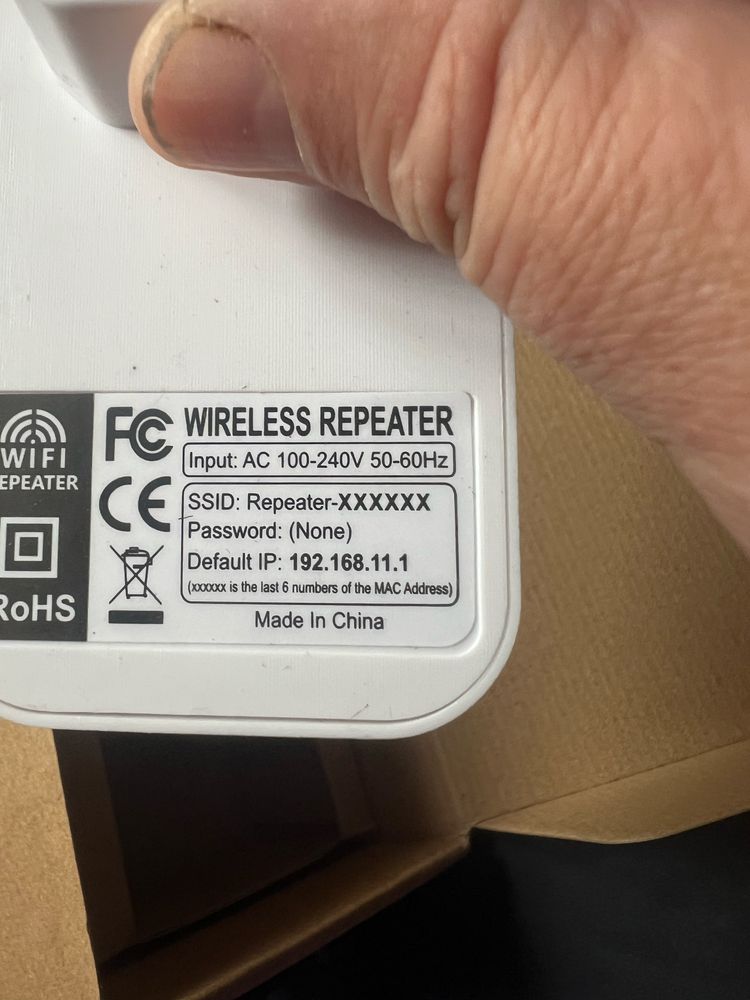 WIFI
EPEATER
RoHS
FC
CE
WIRELESS REPEATER
Input: AC 100-240V 50-60Hz
SSID: Repeater-XXXXXX
Password: (None)
Default IP: 192.168.11.1
(xxxxxx is the last 6 numbers of the MAC Address)
Made In China